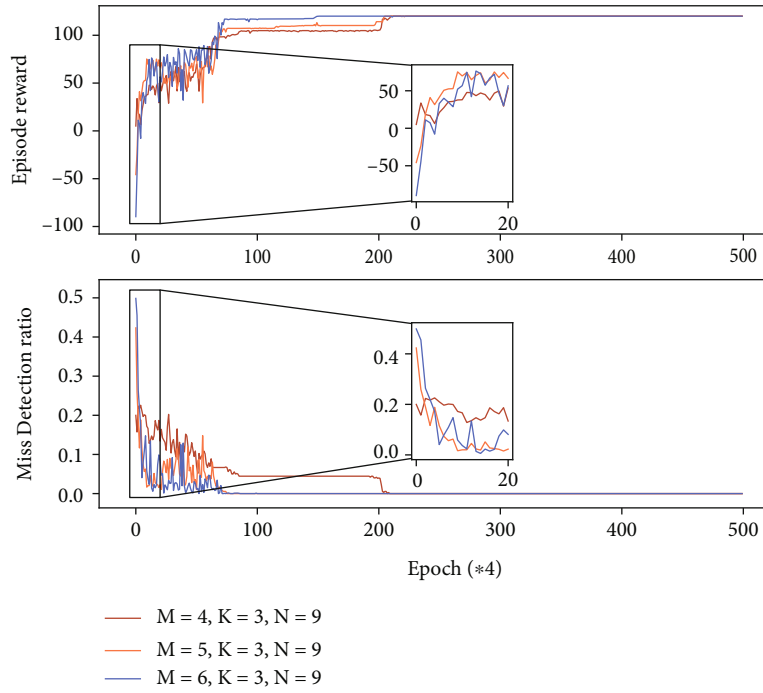 Episode reward
100
50
0
−50
−100
0 100 200 300 400 500
50
0
−50
0 20
Miss Detection ratio
0.5
0.4
0.3
0.2
0.1
0.0
0 100 200 300 400 500
0.4
0.2
0.0
0 20
Epoch (*4)
M = 4, K = 3, N = 9
M = 5, K = 3, N = 9
M = 6, K = 3, N = 9